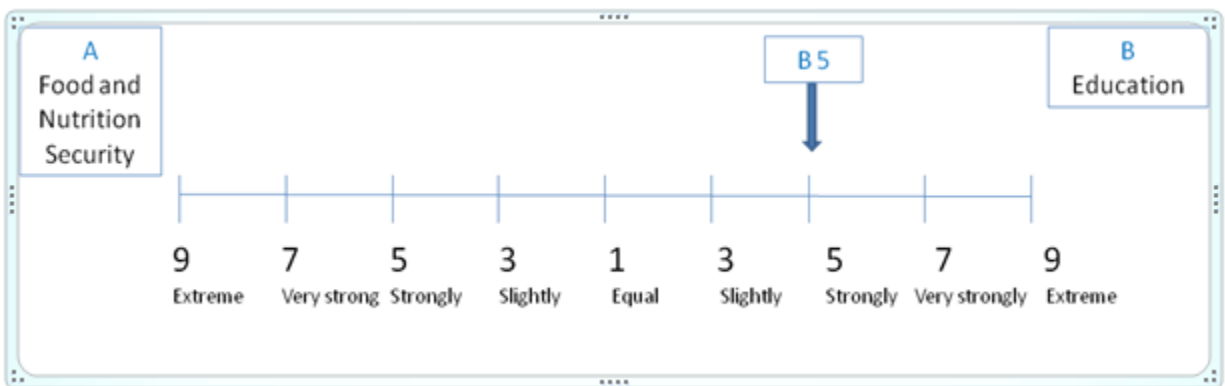 A
Food and
Nutrition
Security
B 5
B
Education
9 7 5 3 1 3 5 7 9
Extreme Very strong Strongly Slightly Equal Slightly Strongly Very strongly Extreme